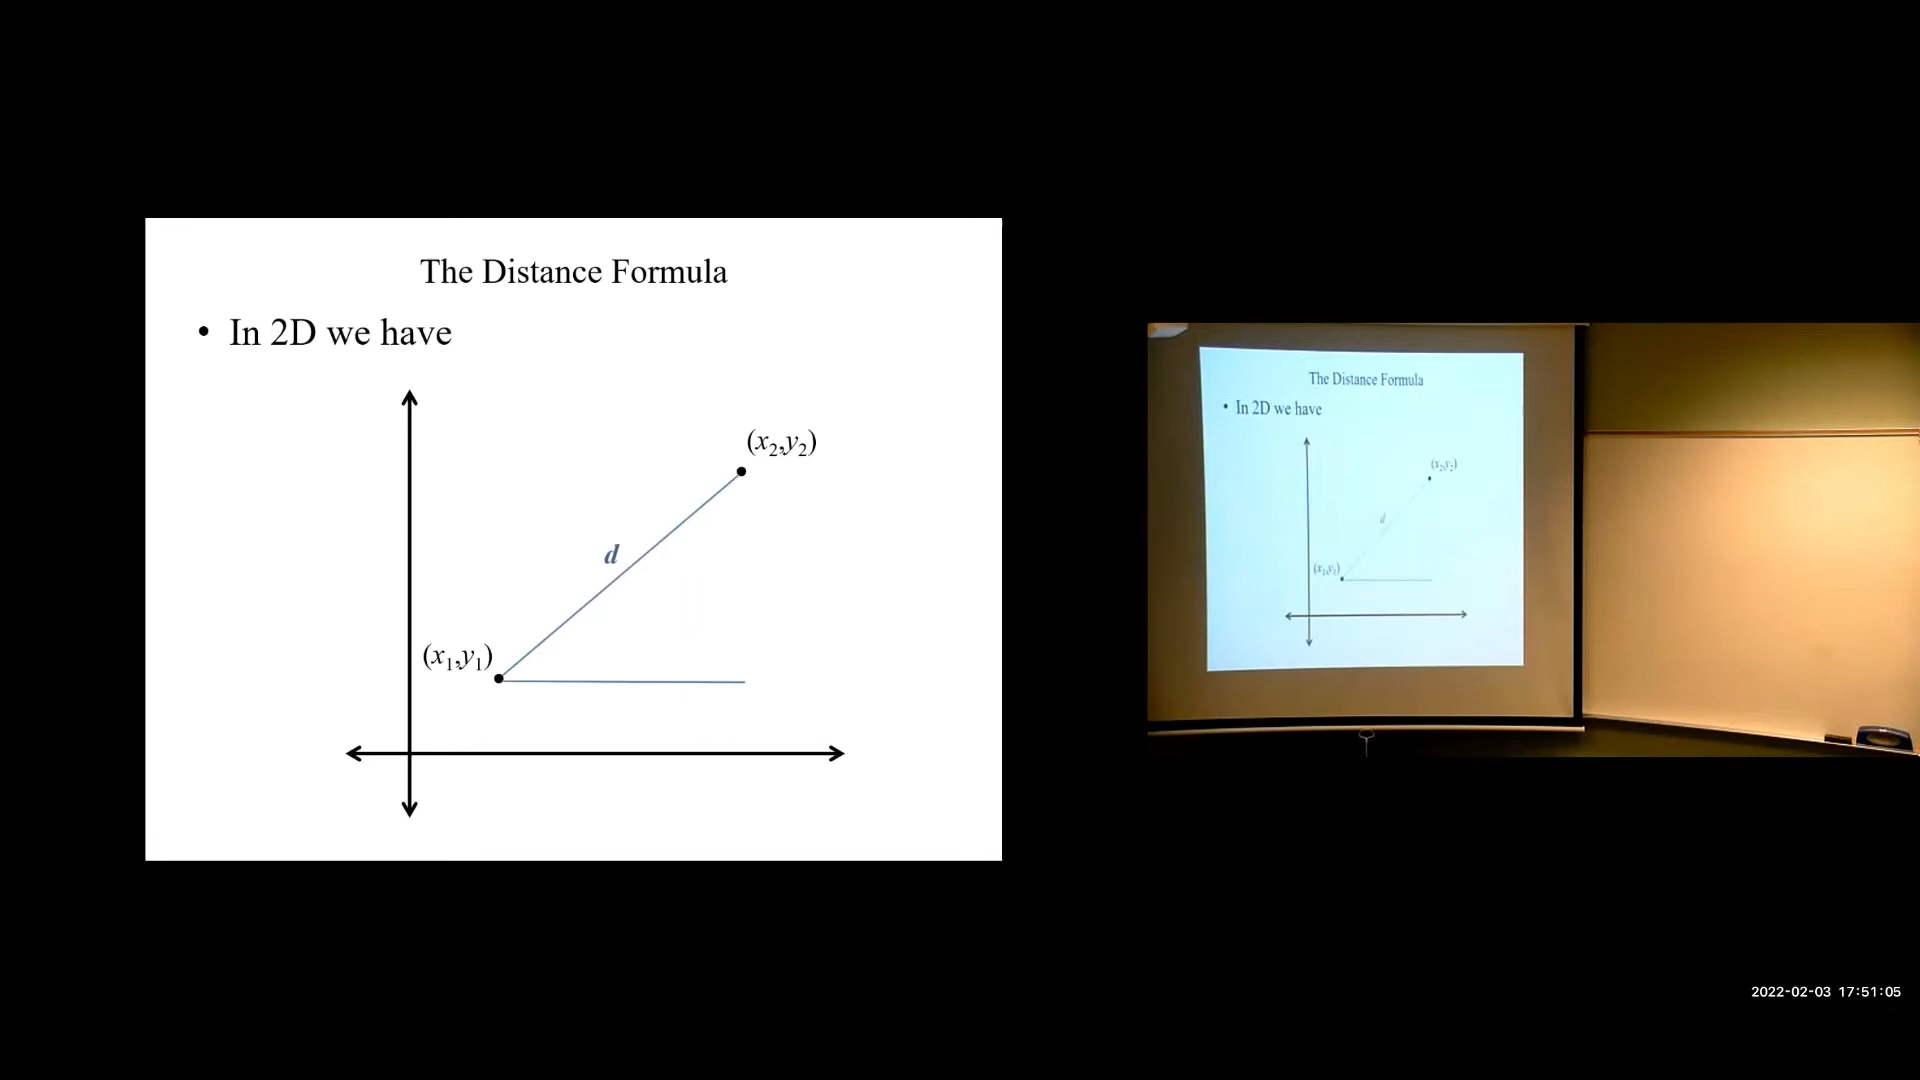 The Distance Formula
• In 2D we have
(x₂,y₂)
d
(x₁,y₁)
The Distance Formula
• In 2D we have
(x₂,y₂)
d
(x₁,y₁)
2022-02-03 17:51:05